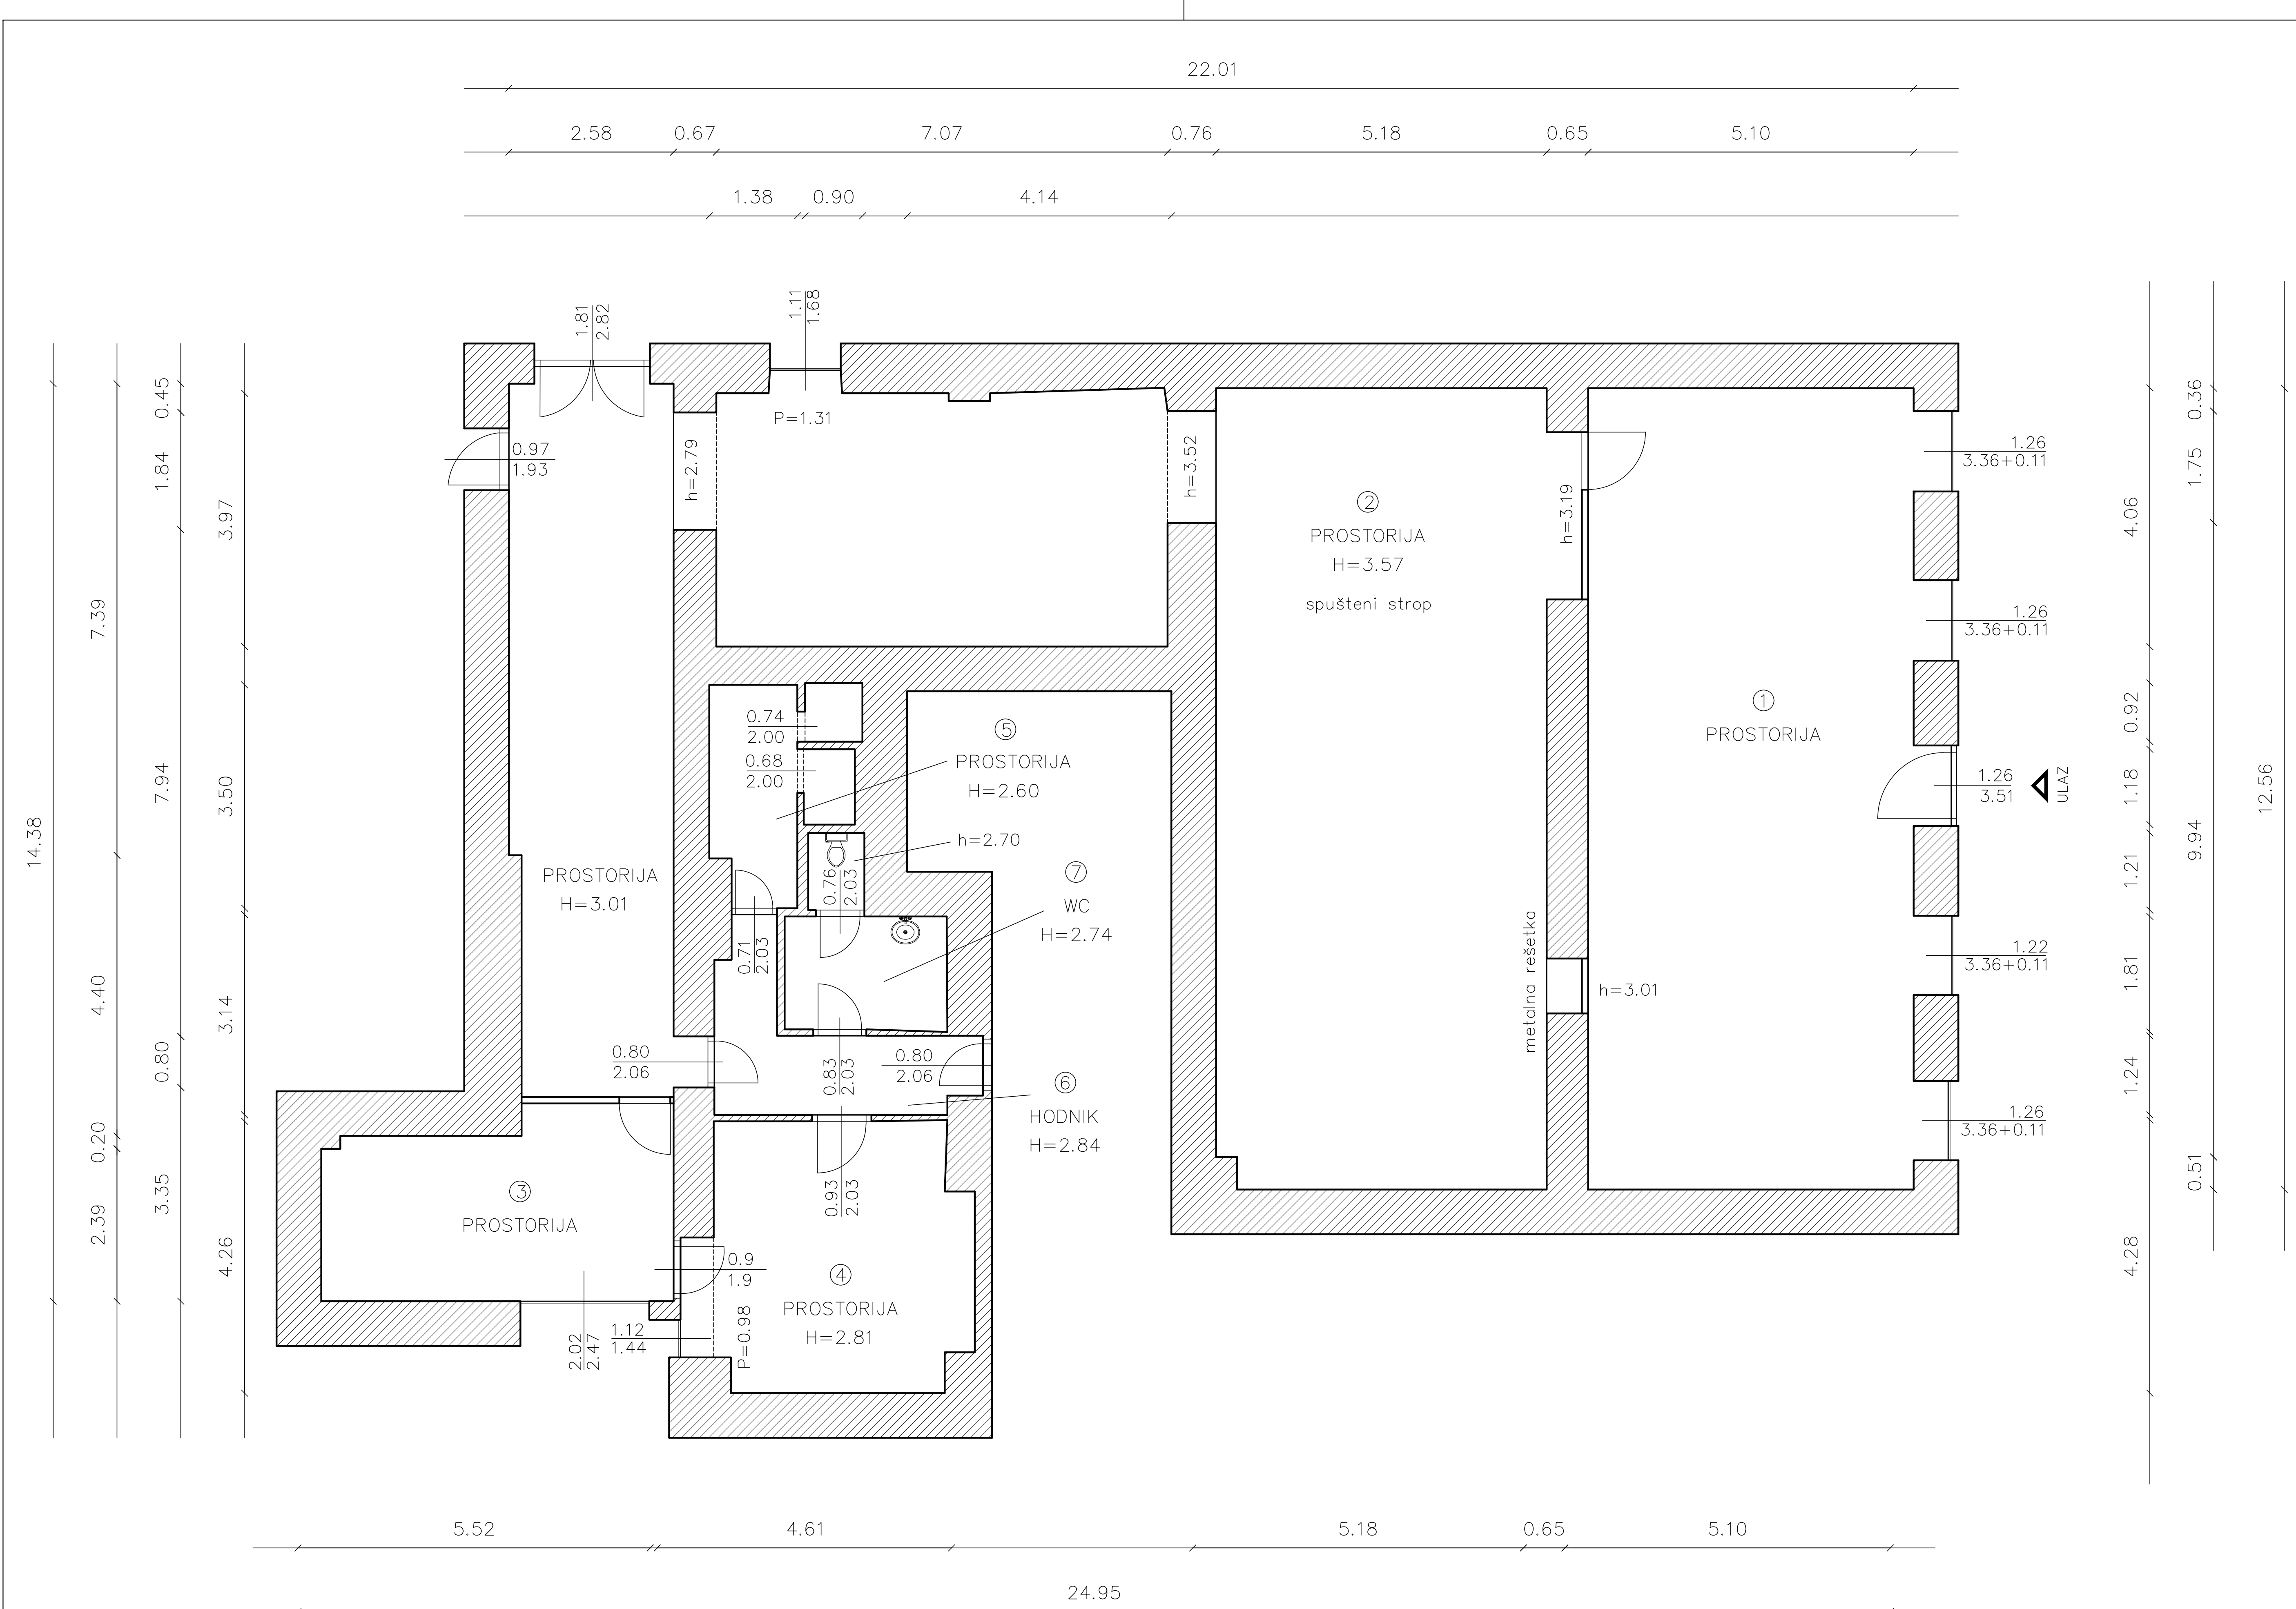 22.01
2.58 0.67 7.07 0.76 5.18 0.65 5.10
1.38 0.90 4.14
1.81
2.82
1.11
1.68
P=1.31
0.97
1.93
h=2.79
h=3.52
h=3.19
②
PROSTORIJA
H=3.57
spušteni strop
1.26
3.36+0.11
1.26
3.36+0.11
①
PROSTORIJA
1.26
3.51
ULAZ
1.22
3.36+0.11
1.26
3.36+0.11
0.74
2.00
0.68
2.00
⑤
PROSTORIJA
H=2.60
h=2.70
0.76
2.03
⑦
WC
H=2.74
PROSTORIJA
H=3.01
0.71
2.03
metalna rešetka
h=3.01
0.80
2.06
0.83
2.03
0.80
2.06
⑥
HODNIK
H=2.84
③
PROSTORIJA
0.93
2.03
0.9
1.9
④
PROSTORIJA
H=2.81
2.02
2.47
1.12
1.44
P=0.98
14.38
7.39
4.40
0.20
2.39
0.45
1.84
7.94
0.80
3.35
3.97
3.50
3.14
4.26
4.06
0.92
1.18
1.21
1.81
1.24
4.28
0.36
1.75
9.94
0.51
12.56
5.52 4.61 5.18 0.65 5.10
24.95